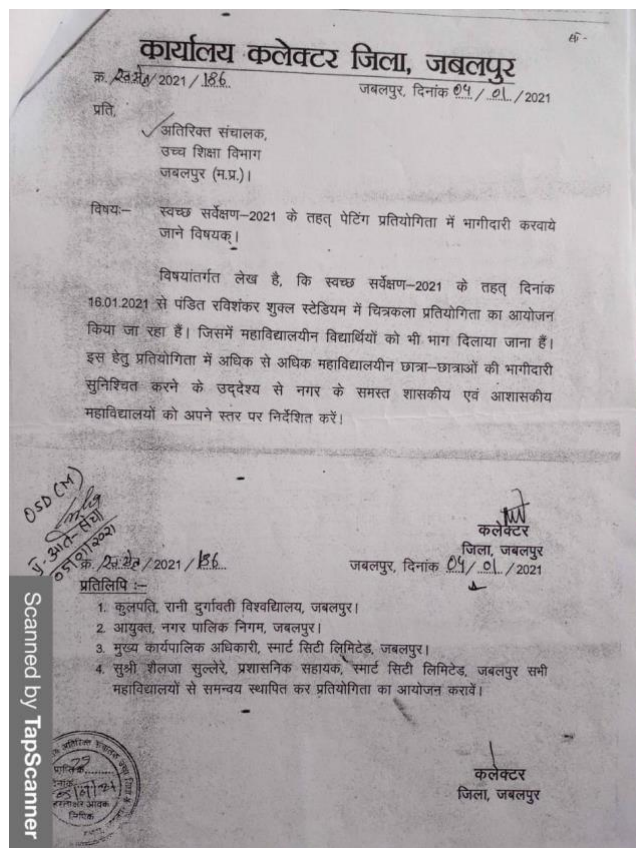 कार्यालय कलेक्टर जिला, जबलपुर
क्र. /2021 / 186
जबलपुर, दिनांक 04 / 01 / 2021
प्रति,
अतिरिक्त संचालक,
उच्च शिक्षा विभाग
जबलपुर (म.प्र.)।
विषयः– स्वच्छ सर्वेक्षण–2021 के तहत् पेटिंग प्रतियोगिता में भागीदारी करवाये
जाने विषयक्।
विषयांतर्गत लेख है, कि स्वच्छ सर्वेक्षण–2021 के तहत् दिनांक
16.01.2021 से पंडित रविशंकर शुक्ल स्टेडियम में चित्रकला प्रतियोगिता का आयोजन
किया जा रहा हैं। जिसमें महाविद्यालयीन विद्यार्थियों को भी भाग दिलाया जाना हैं।
इस हेतु प्रतियोगिता में अधिक से अधिक महाविद्यालयीन छात्रा–छात्राओं की भागीदारी
सुनिश्चित करने के उद्देश्य से नगर के समस्त शासकीय एवं आशासकीय
महाविद्यालयों को अपने स्तर पर निर्देशित करें।
OSD (M)
05/01/2021
कलेक्टर
जिला, जबलपुर
क्र. /2021 / 186
जबलपुर, दिनांक 04 / 01 / 2021
प्रतिलिपि :–
1. कुलपति, रानी दुर्गावती विश्वद्यिालय, जबलपुर।
2. आयुक्त, नगर पालिक निगम, जबलपुर।
3. मुख्य कार्यपालिक अधिकारी, स्मार्ट सिटी लिमिटेड, जबलपुर।
4. सुश्री शैलजा सुल्लेरे, प्रशासनिक सहायक, स्मार्ट सिटी लिमिटेड, जबलपुर सभी
महाविद्यालयों से समन्वय स्थापित कर प्रतियोगिता का आयोजन करावें।
कलेक्टर
जिला, जबलपुर
Scanned by TapScanner